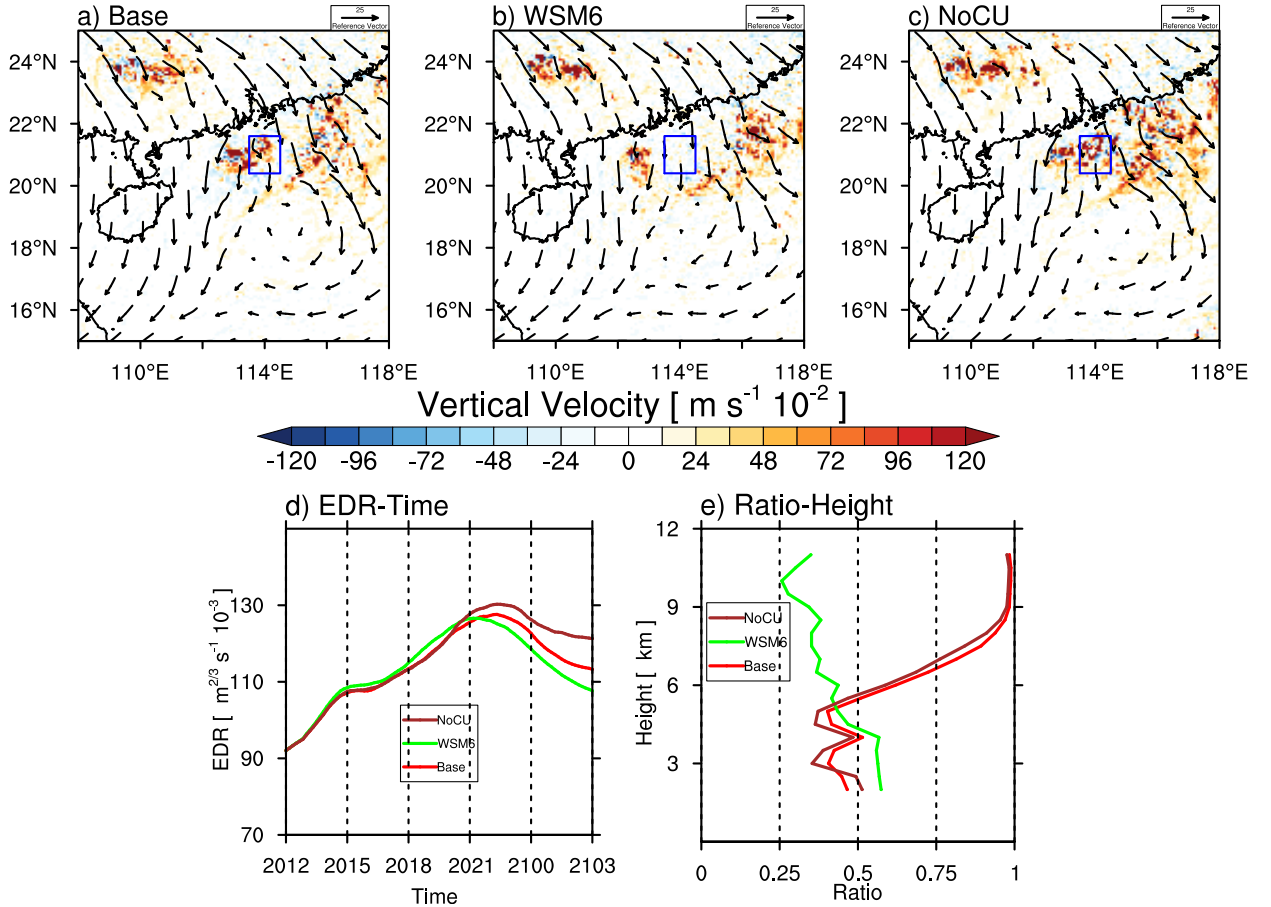 a) Base
25
Reference Vector
b) WSM6
25
Reference Vector
c) NoCU
25
Reference Vector
24°N
22°N
20°N
18°N
16°N
24°N
22°N
20°N
18°N
16°N
24°N
22°N
20°N
18°N
16°N
110°E 114°E 118°E
110°E 114°E 118°E
110°E 114°E 118°E
Vertical Velocity [ m s-1 10-2 ]
-120 -96 -72 -48 -24 0 24 48 72 96 120
d) EDR-Time
EDR [ m2/3 s-1 10-3 ]
130
110
90
70
NoCU
WSM6
Base
2012 2015 2018 2021 2100 2103
Time
e) Ratio-Height
Height [ km]
12
9
6
3
NoCU
WSM6
Base
0 0.25 0.5 0.75 1
Ratio